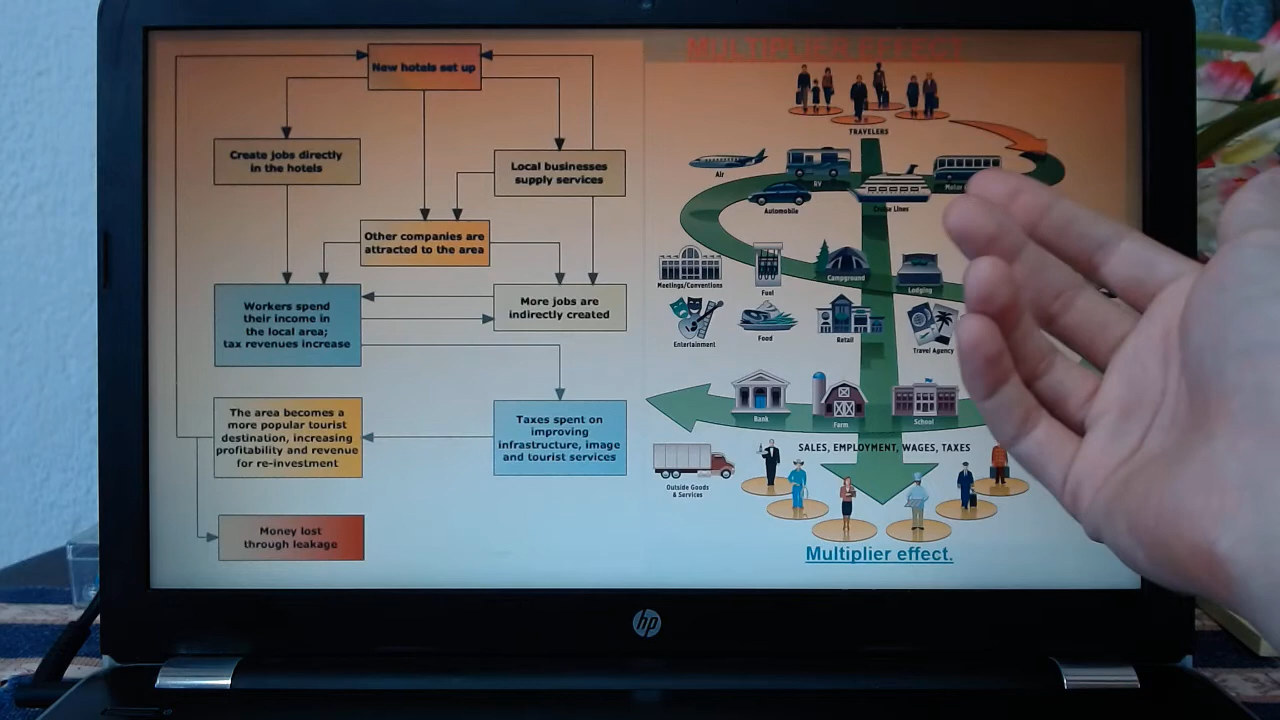 New hotels set up
Create jobs directly
in the hotels
Local businesses
supply services
Other companies are
attracted to the area
Workers spend
their income in
the local area;
tax revenues increase
More jobs are
indirectly created
The area becomes a
more popular tourist
destination, increasing
profitability and revenue
for re-investment
Taxes spent on
improving
infrastructure, image
and tourist services
Money lost
through leakage
MULTIPLIER EFFECT
TRAVELERS
Air
RV
Automobile
Cruise Lines
Motor
Meetings/Conventions
Fuel
Campground
Lodging
Entertainment
Food
Retail
Travel Agency
Bank
Farm
School
SALES, EMPLOYMENT, WAGES, TAXES
Outside Goods
& Services
Multiplier effect.
hp